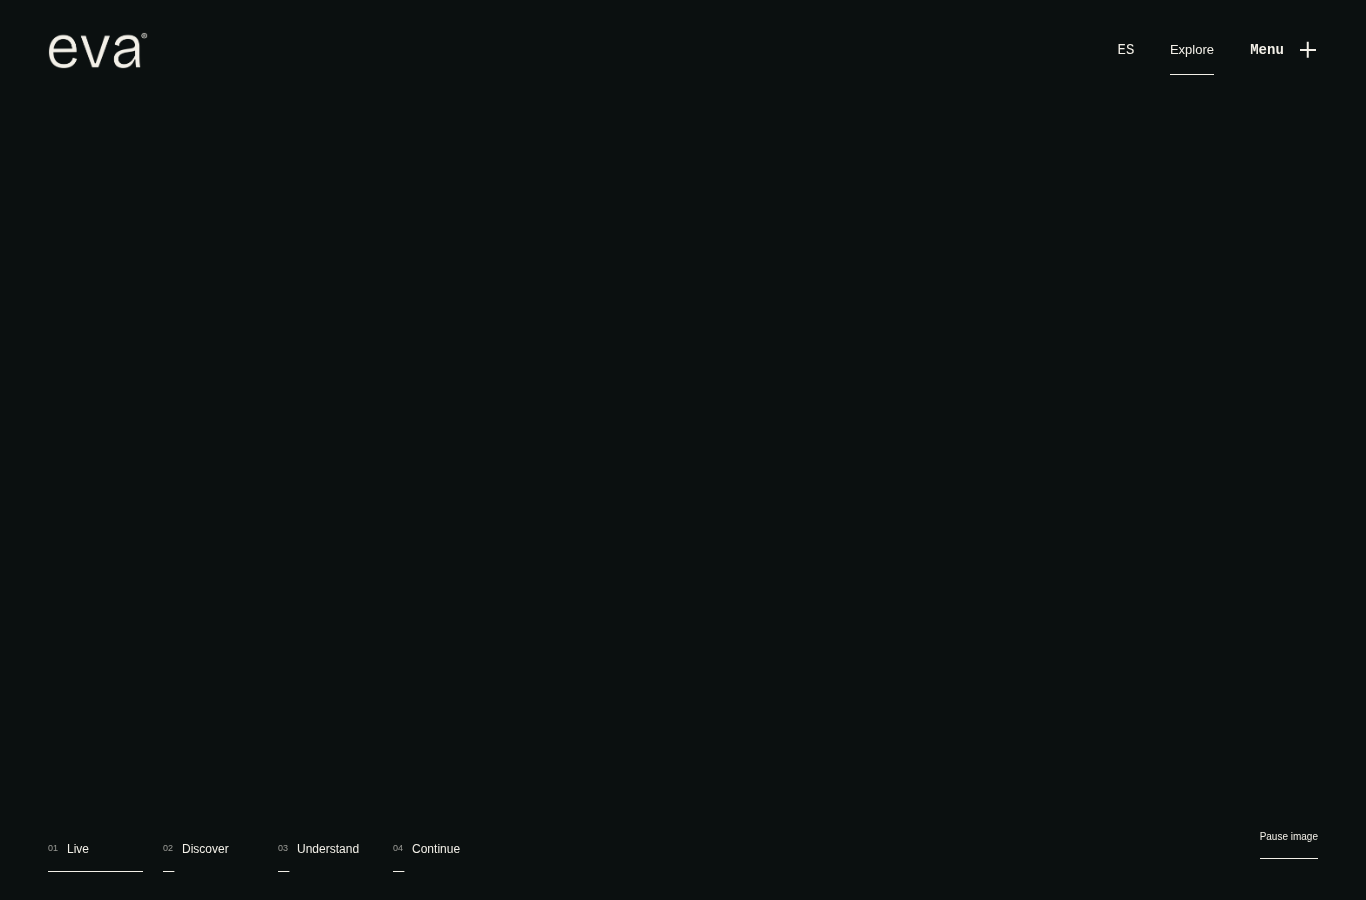 eva®
ES
Explore
Menu
01 Live
02 Discover
03 Understand
04 Continue
Pause image